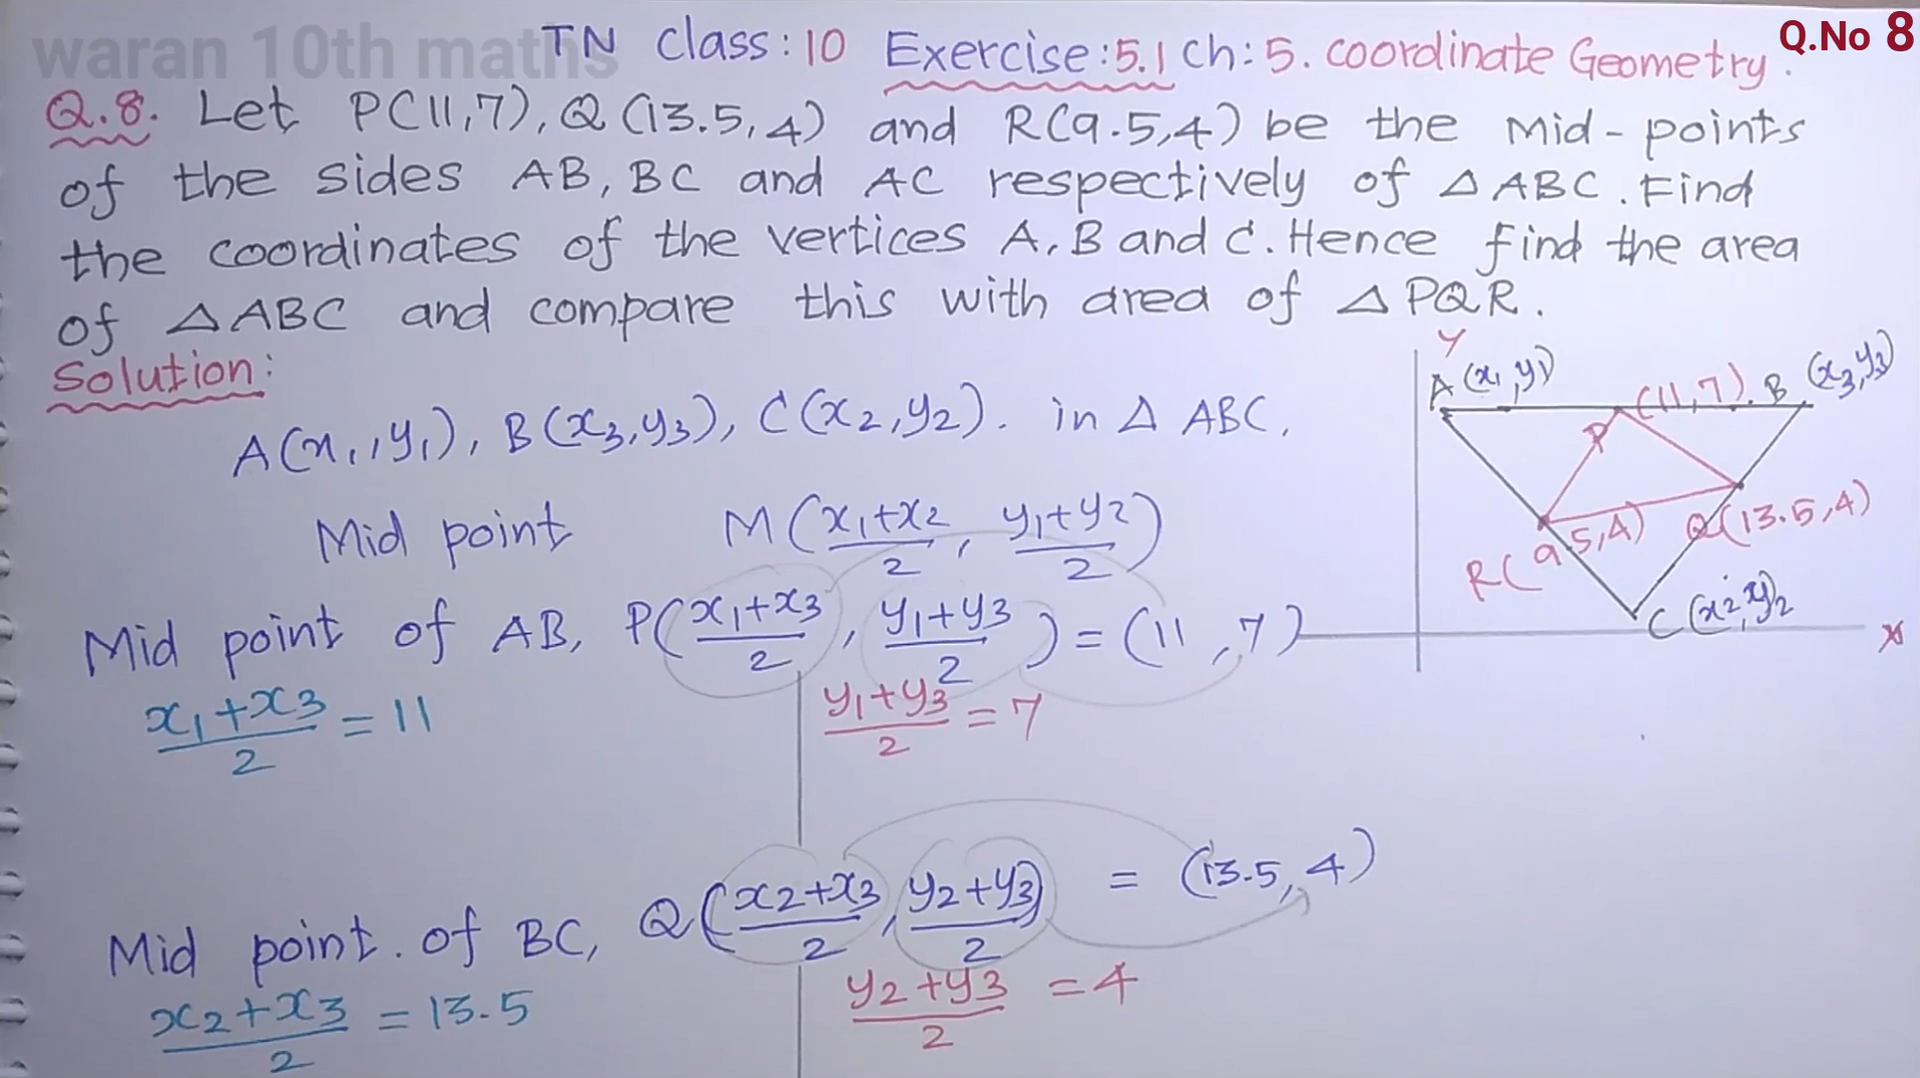 waran 10th maths
TN Class: 10 Exercise: 5.1 Ch: 5. coordinate Geometry.
Q.No 8
Q.8. Let P(11,7), Q(13.5,4) and R(9.5,4) be the Mid-points
of the sides AB, BC and AC respectively of △ABC. Find
the coordinates of the vertices A, B and C. Hence find the area
of △ABC and compare this with area of △PQR.
Solution:
A(x₁,y₁), B(x₃,y₃), C(x₂,y₂). in △ ABC,
Mid point M((x₁+x₂)/2, (y₁+y₂)/2)
Mid point of AB, P((x₁+x₃)/2, (y₁+y₃)/2) = (11,7)
(x₁+x₃)/2 = 11 (y₁+y₃)/2 = 7
Mid point. of BC, Q((x₂+x₃)/2, (y₂+y₃)/2) = (13.5,4)
(x₂+x₃)/2 = 13.5 (y₂+y₃)/2 = 4
Y
A (x₁,y₁)
P (11,7).
B (x₃,y₃)
R(9.5,4)
Q(13.5,4)
C (x₂,y)₂
X